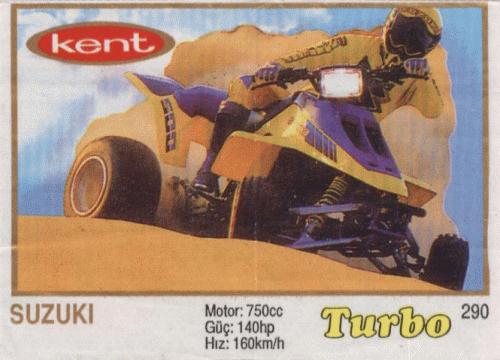 kent
SUZUKI
Motor: 750cc
Güç: 140hp
Hız: 160km/h
Turbo
290